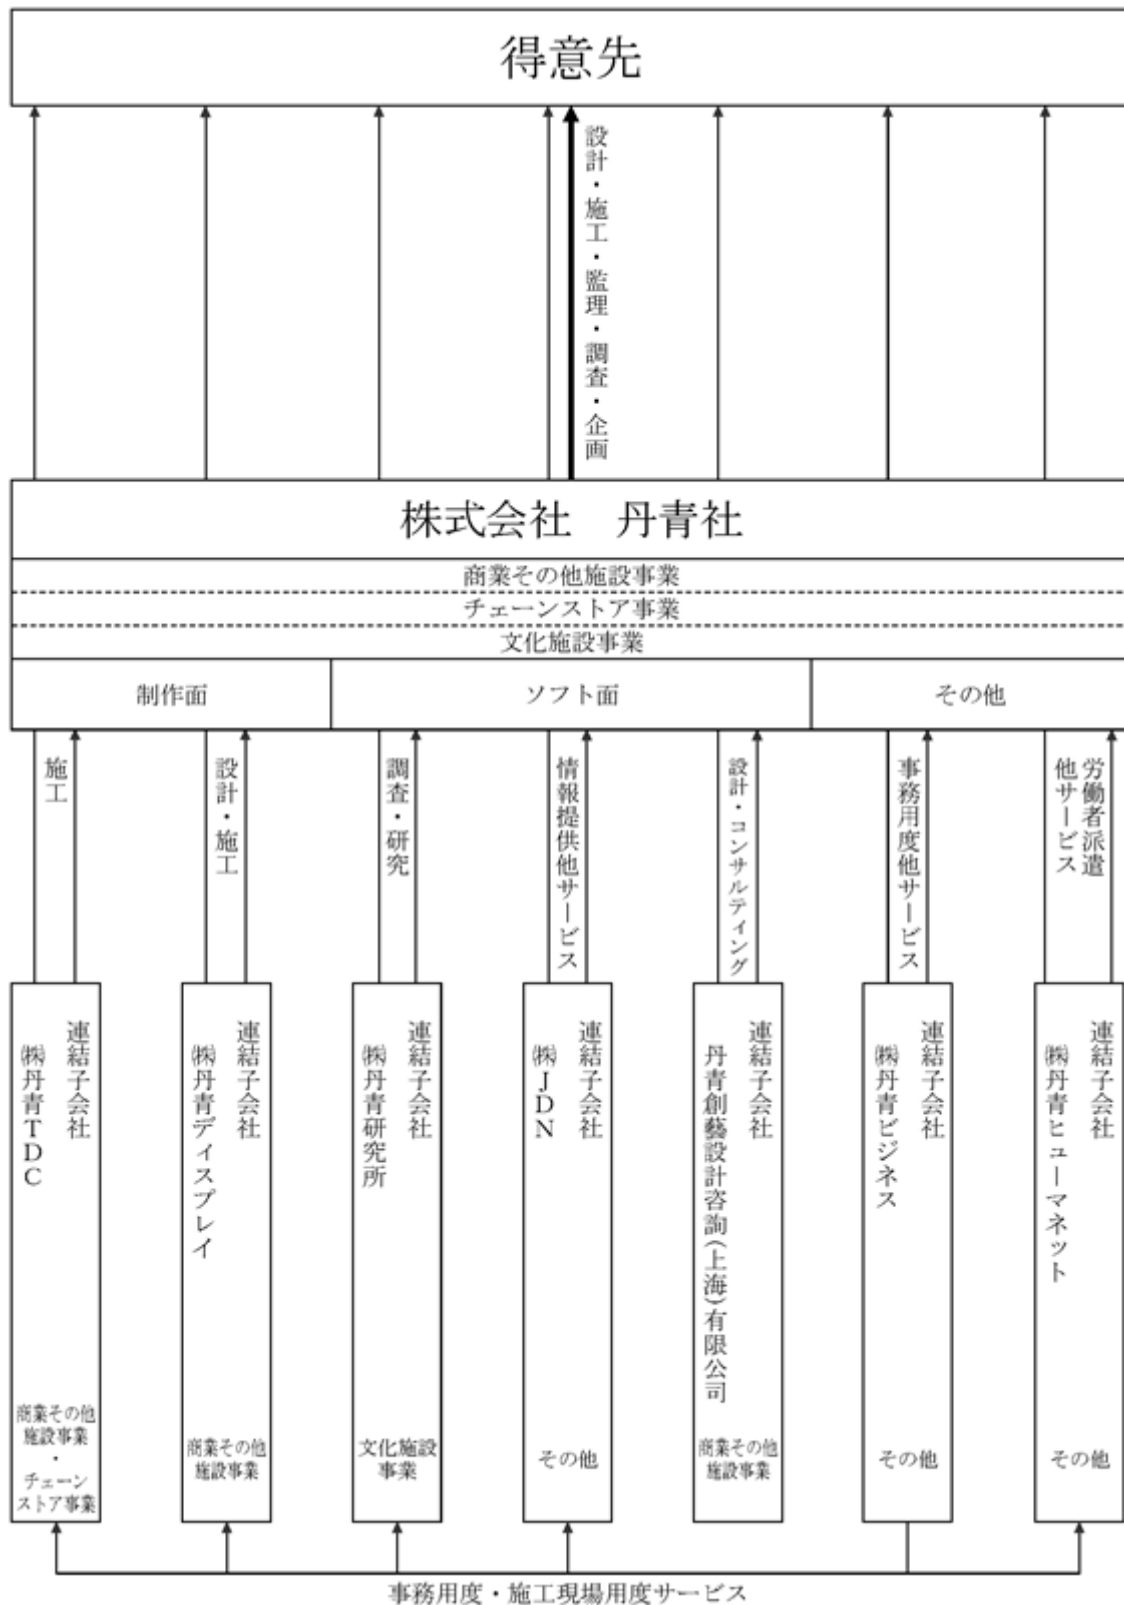 得意先
設計・施工・監理・調査・企画
株式会社　丹青社
商業その他施設事業
チェーンストア事業
文化施設事業
制作面
ソフト面
その他
施工
設計・施工
調査・研究
情報提供他サービス
設計・コンサルティング
事務用度他サービス
労働者派遣
他サービス
連結子会社
㈱丹青TDC
商業その他
施設事業
・
チェーン
ストア事業
連結子会社
㈱丹青ディスプレイ
商業その他
施設事業
連結子会社
㈱丹青研究所
文化施設
事業
連結子会社
㈱JDN
その他
連結子会社
丹青創藝設計咨詢(上海)有限公司
商業その他
施設事業
連結子会社
㈱丹青ビジネス
その他
連結子会社
㈱丹青ヒューマネット
その他
事務用度・施工現場用度サービス